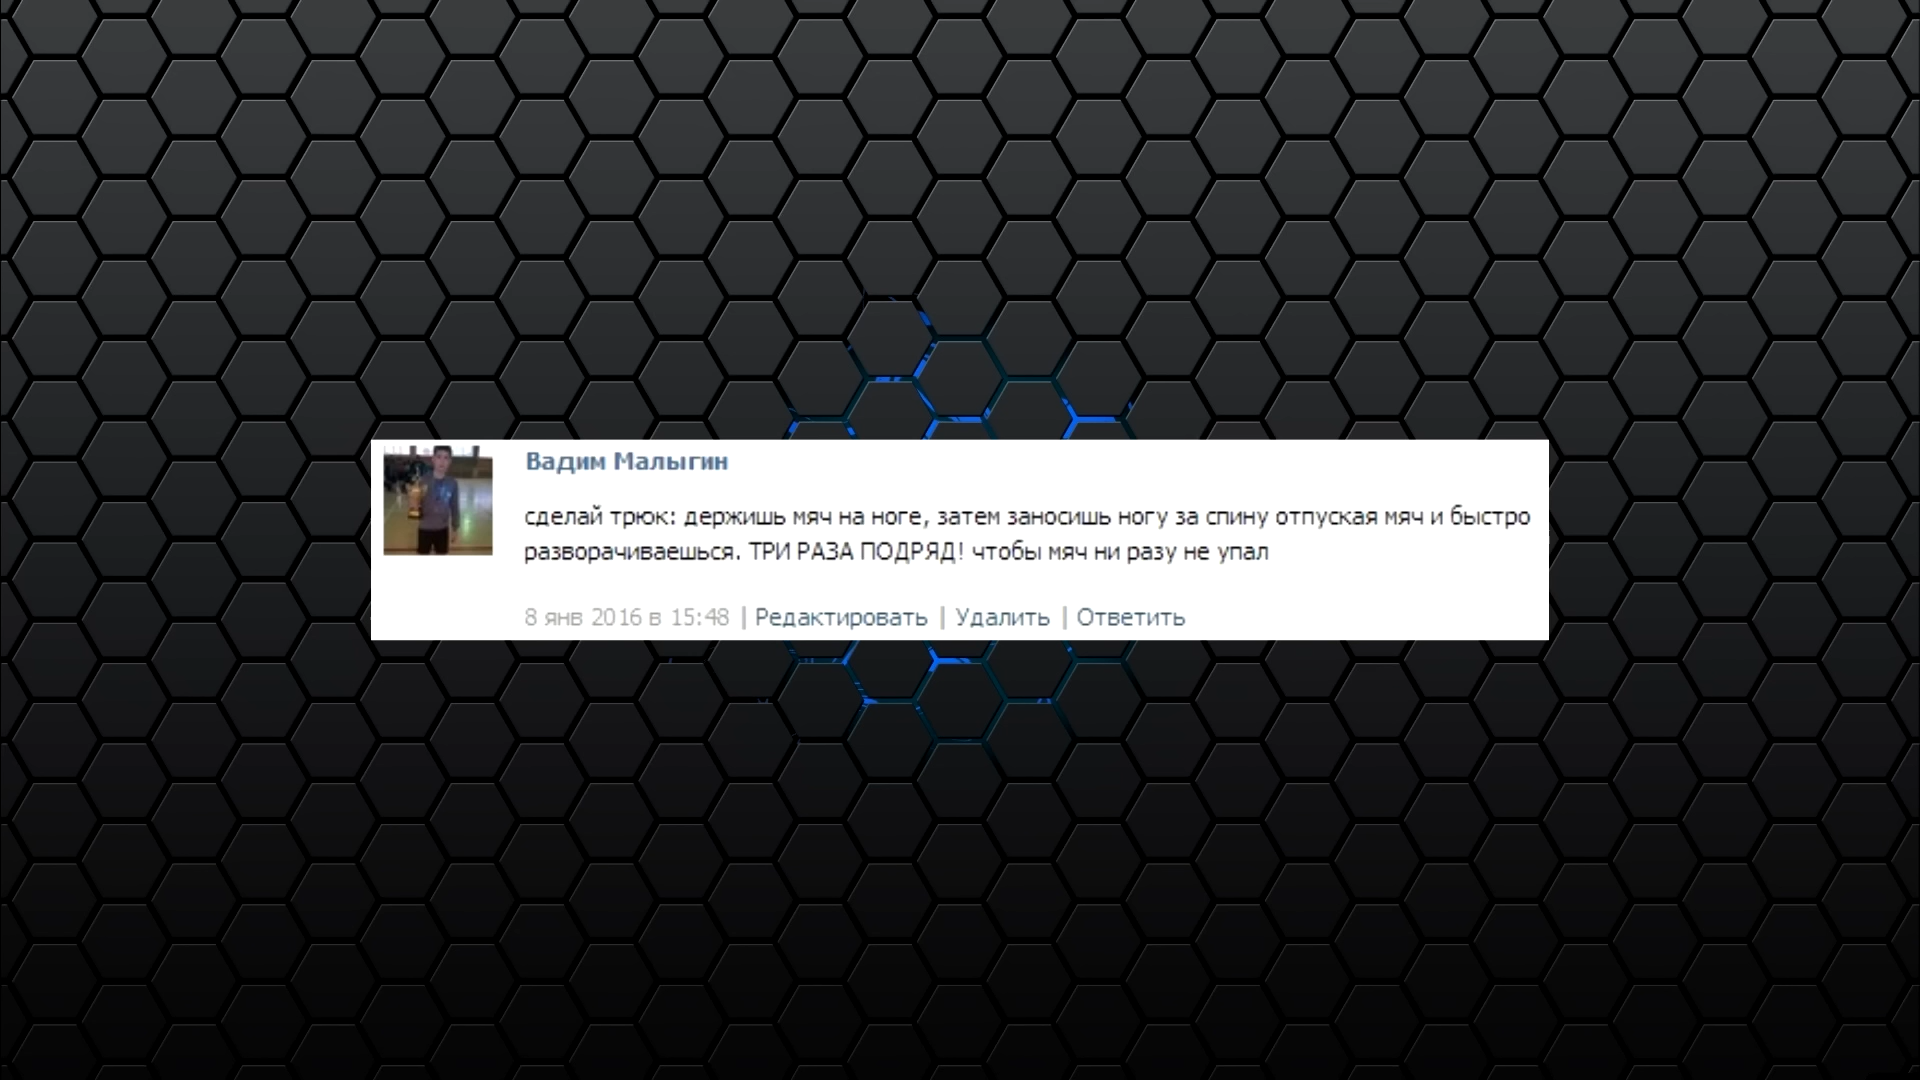 Вадим Малыгин
сделай трюк: держишь мяч на ноге, затем заносишь ногу за спину отпуская мяч и быстро
разворачиваешься. ТРИ РАЗА ПОДРЯД! чтобы мяч ни разу не упал
8 янв 2016 в 15:48 | Редактировать | Удалить | Ответить